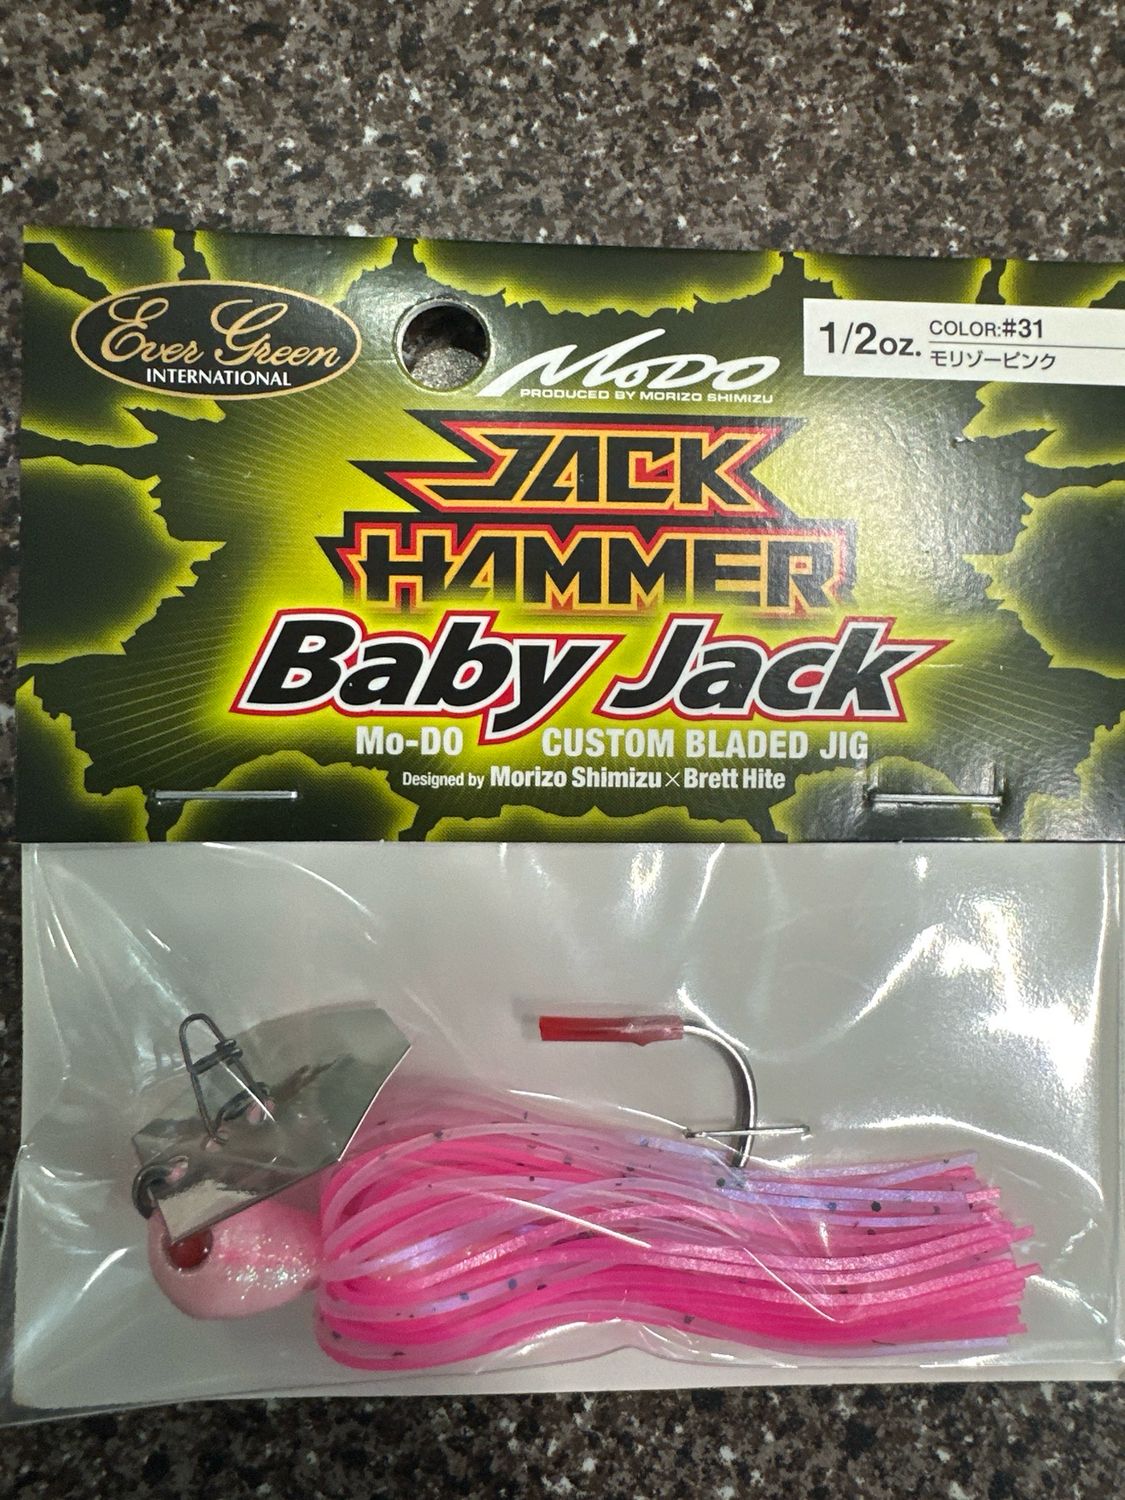 Ever Green
INTERNATIONAL
MoDO
PRODUCED BY MORIZO SHIMIZU
1/2oz.
COLOR:#31
モリゾーピンク
JACK
HAMMER
Baby Jack
Mo-DO CUSTOM BLADED JIG
Designed by Morizo Shimizu×Brett Hite